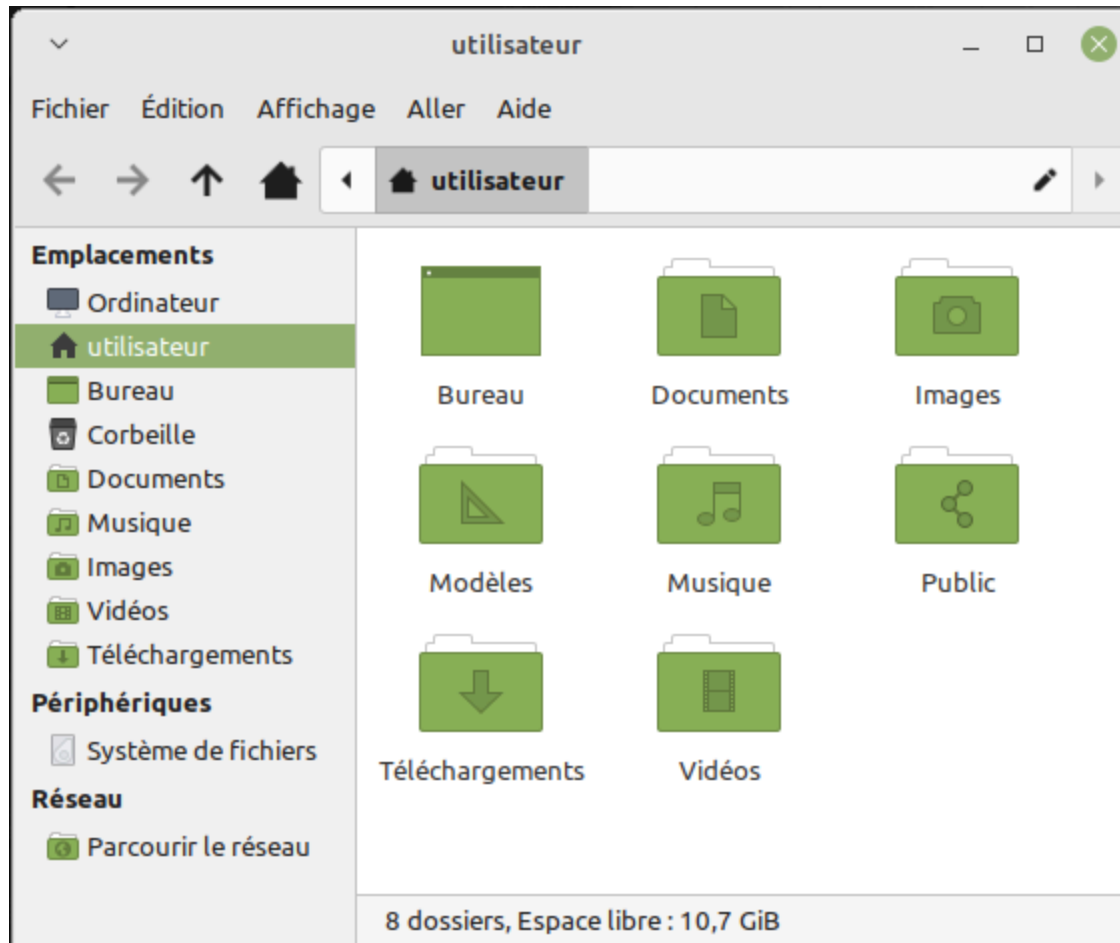 utilisateur
Fichier Édition Affichage Aller Aide
utilisateur
Emplacements
Ordinateur
utilisateur
Bureau
Corbeille
Documents
Musique
Images
Vidéos
Téléchargements
Périphériques
Système de fichiers
Réseau
Parcourir le réseau
Bureau Documents Images
Modèles Musique Public
Téléchargements Vidéos
8 dossiers, Espace libre : 10,7 GiB